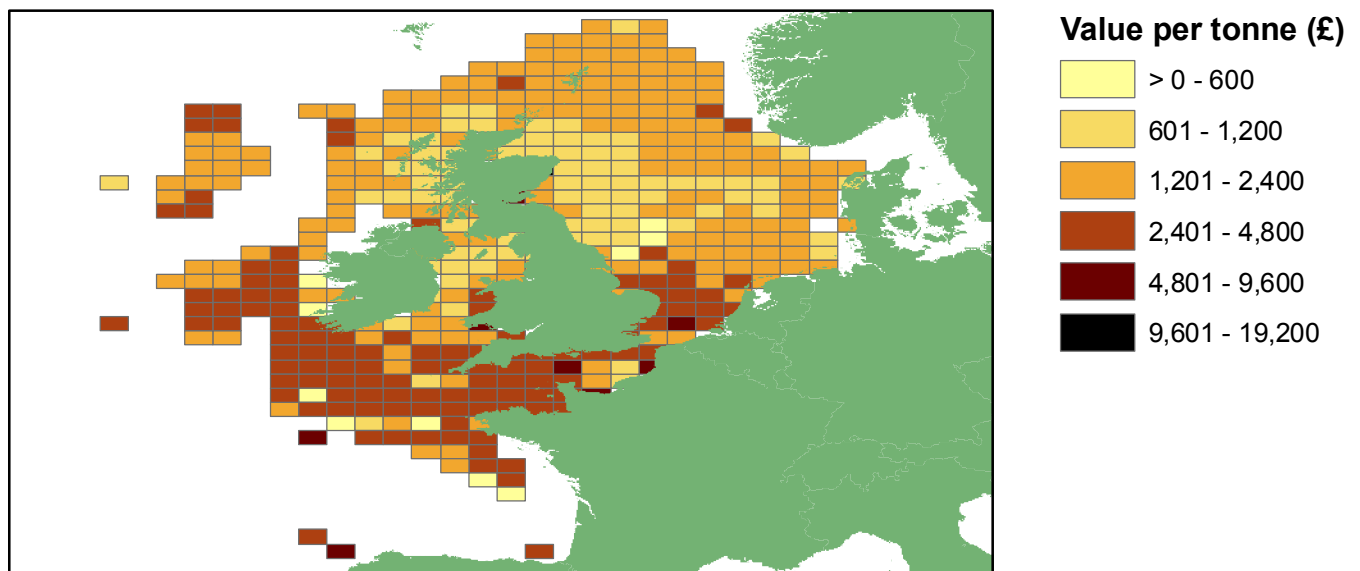 Value per tonne (£)
> 0 - 600
601 - 1,200
1,201 - 2,400
2,401 - 4,800
4,801 - 9,600
9,601 - 19,200